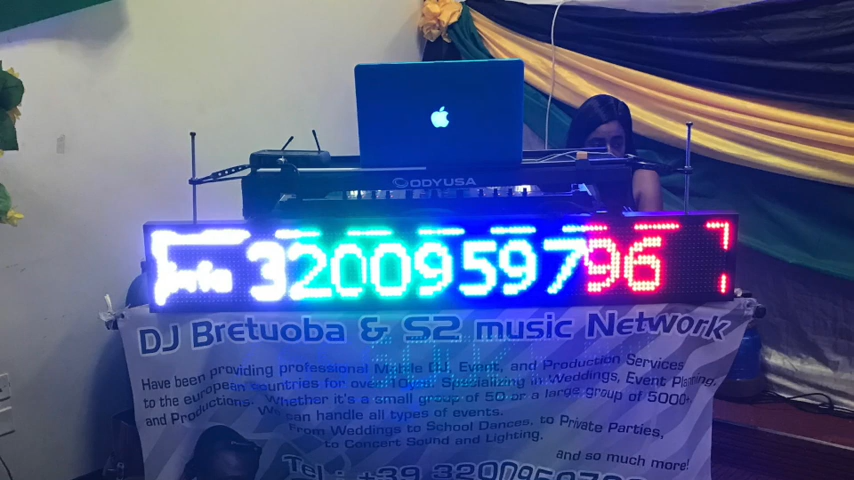 ODYUSA
info 3200959796
DJ Bretuoba & S2 music Network
Have been providing professional Mobile DJ, Event, and Production Services
to the european countries for over 10 Specializing in Weddings, Event Planning,
and Productions. Whether it's a small group of 50 or a large group of 5000+
We can handle all types of events.
From Weddings to School Dances, to Private Parties,
to Concert Sound and Lighting.
and so much more!
Tel : +39 3200959796